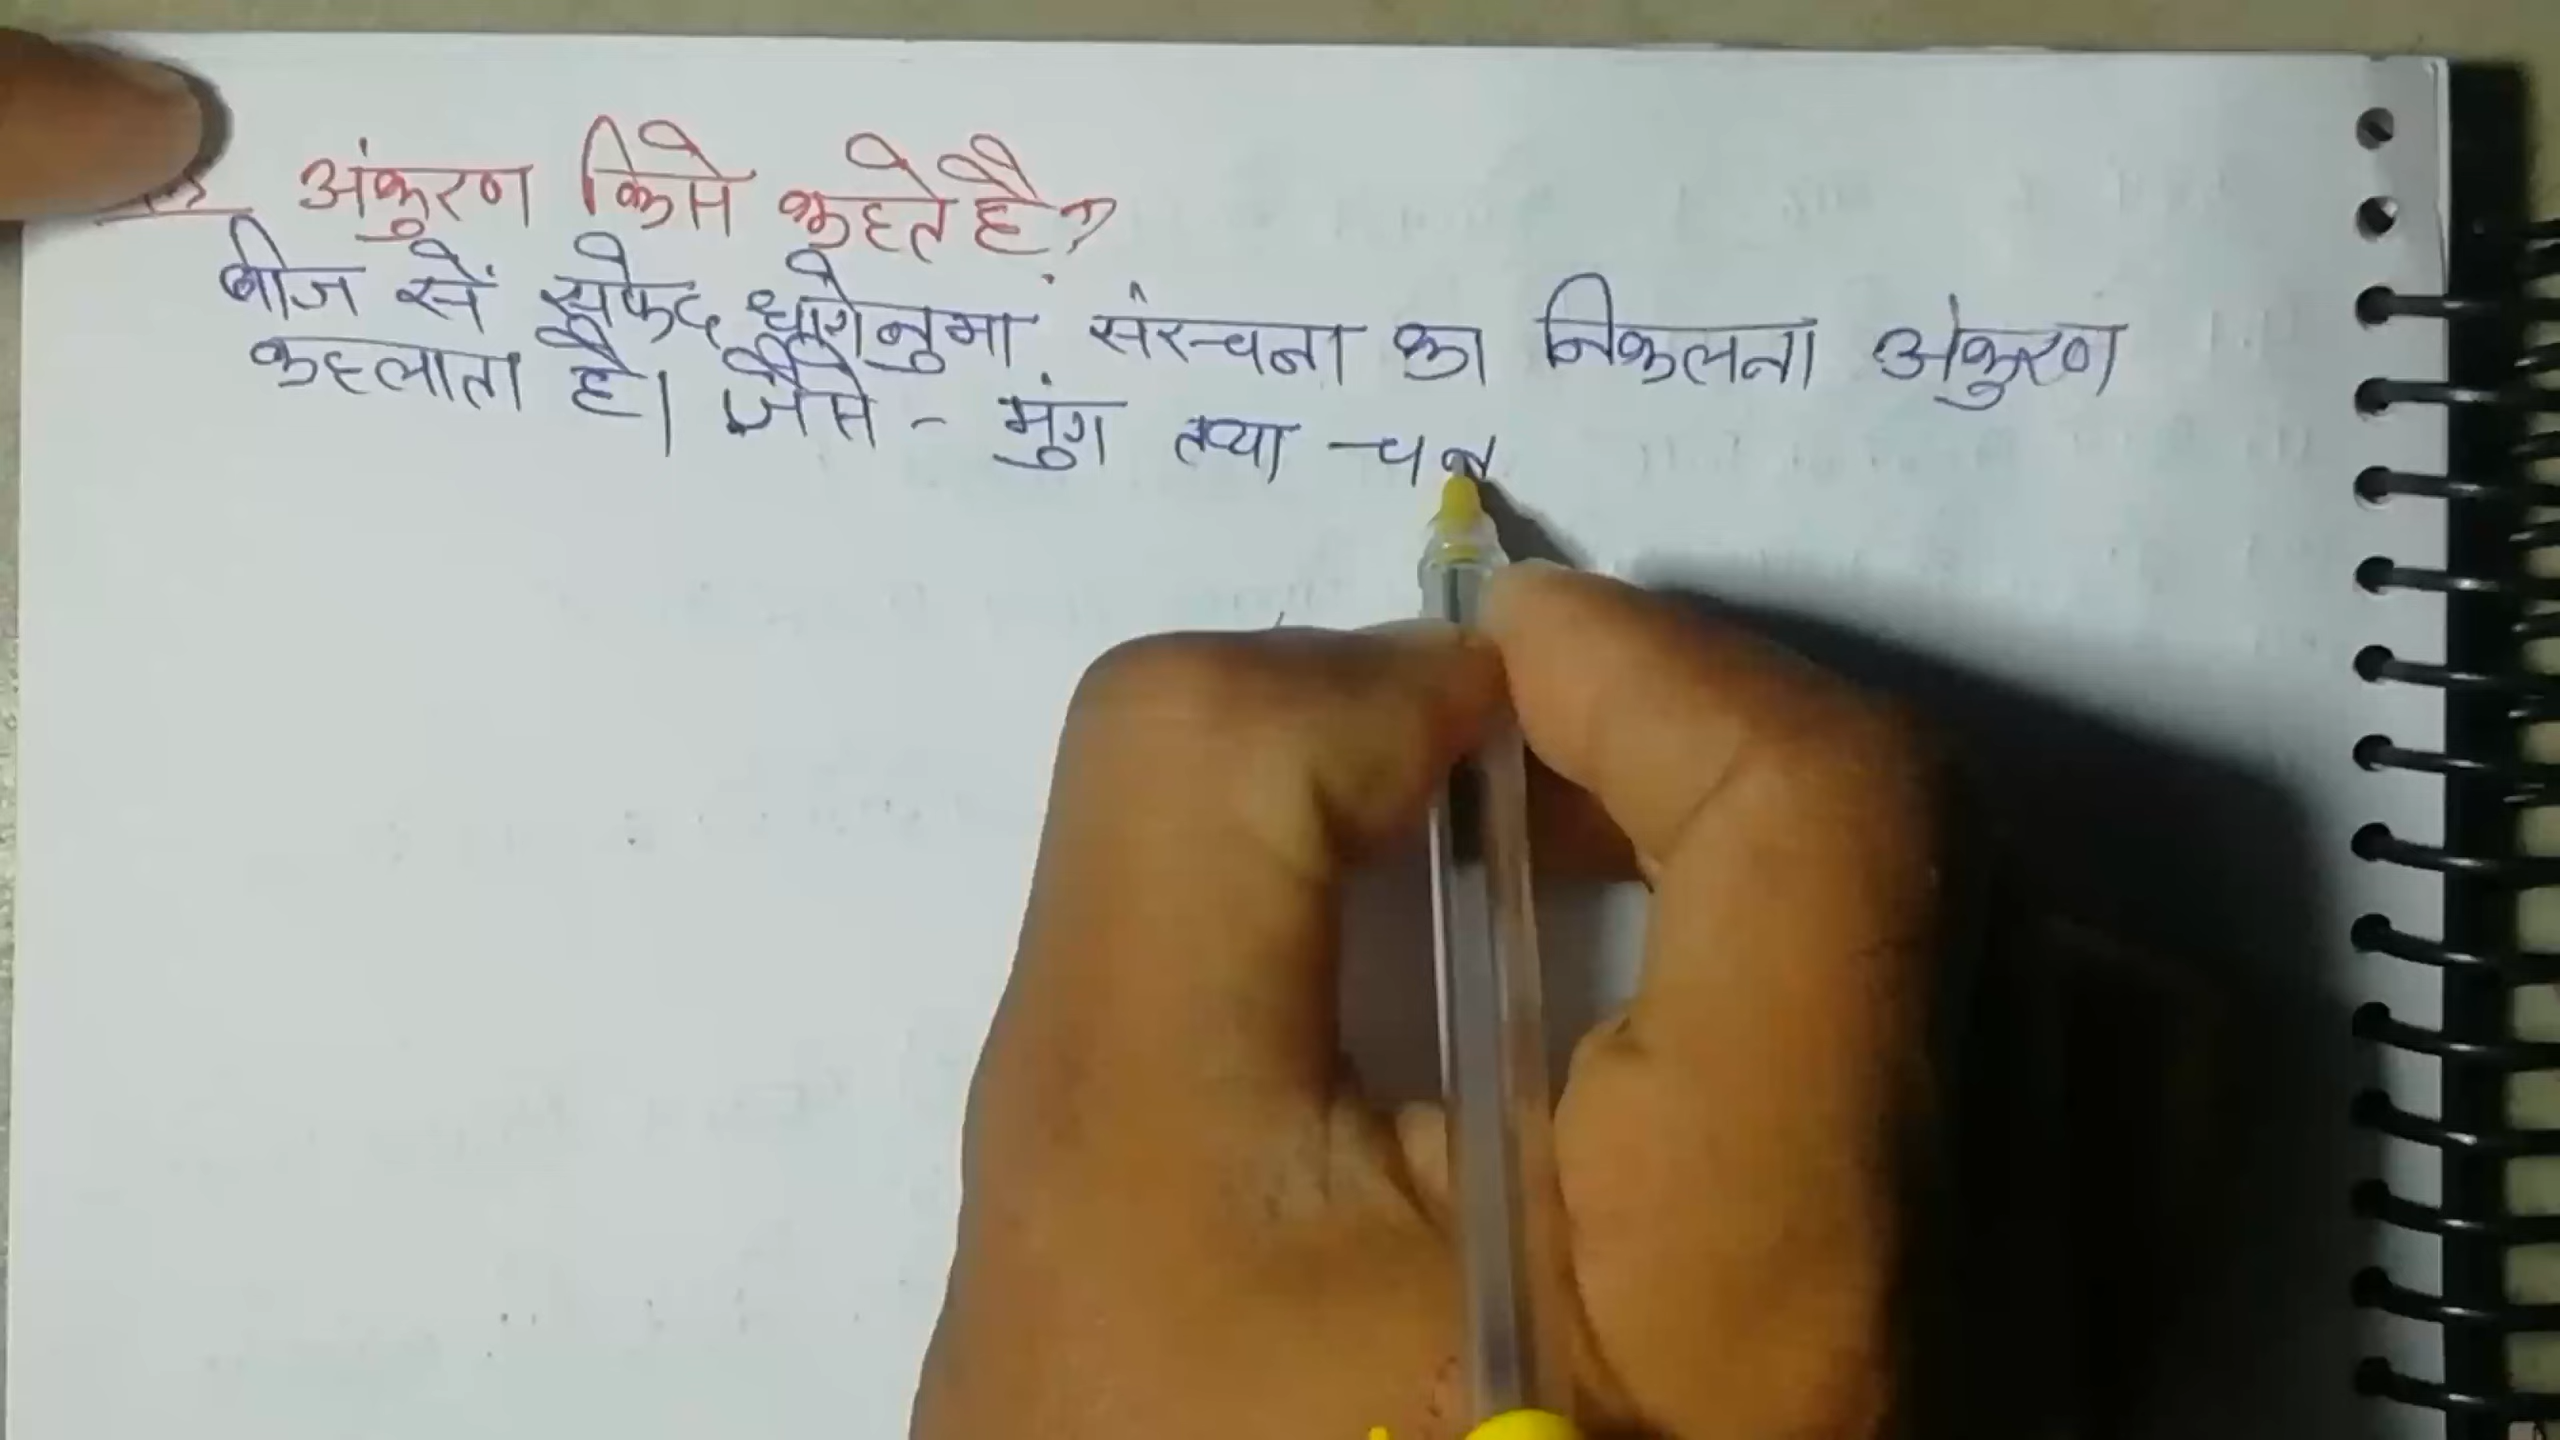 अंकुरण किसे कहते है?
बीज सें सफेद धागेनुमा संरचना का निकलना अंकुरण
कहलाता है। जैसे - मुंग तथा चन